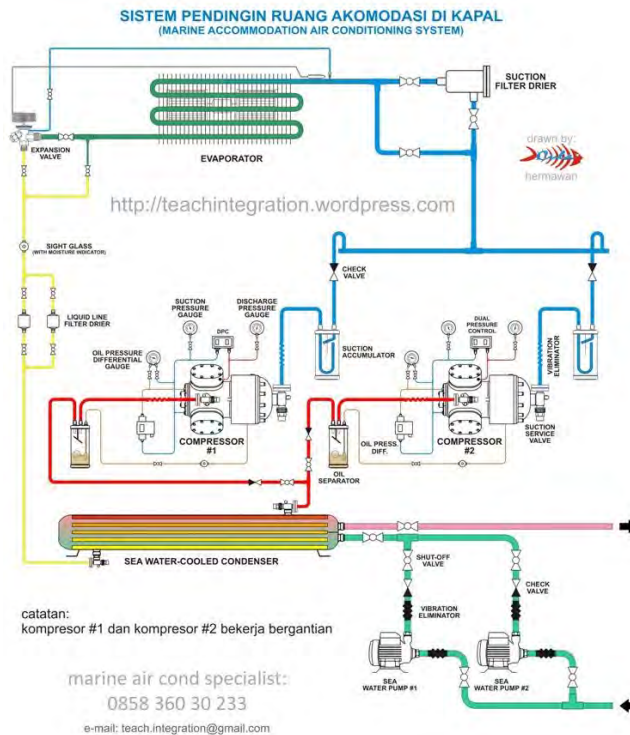 SISTEM PENDINGIN RUANG AKOMODASI DI KAPAL
(MARINE ACCOMMODATION AIR CONDITIONING SYSTEM)
SUCTION
FILTER DRIER
EXPANSION
VALVE
EVAPORATOR
drawn by:
hermawan
http://teachintegration.wordpress.com
SIGHT GLASS
(WITH MOISTURE INDICATOR)
CHECK
VALVE
LIQUID LINE
FILTER DRIER
SUCTION
PRESSURE
GAUGE
DISCHARGE
PRESSURE
GAUGE
DPC
OIL PRESSURE
DIFFERENTIAL
GAUGE
SUCTION
ACCUMULATOR
DUAL
PRESSURE
CONTROL
VIBRATION
ELIMINATOR
COMPRESSOR
#1
OIL PRESS.
DIFF.
COMPRESSOR
#2
SUCTION
SERVICE
VALVE
OIL
SEPARATOR
SEA WATER-COOLED CONDENSER
SHUT-OFF
VALVE
CHECK
VALVE
VIBRATION
ELIMINATOR
catatan:
kompresor #1 dan kompresor #2 bekerja bergantian
SEA
WATER PUMP #1
SEA
WATER PUMP #2
marine air cond specialist:
0858 360 30 233
e-mail: teach.integration@gmail.com